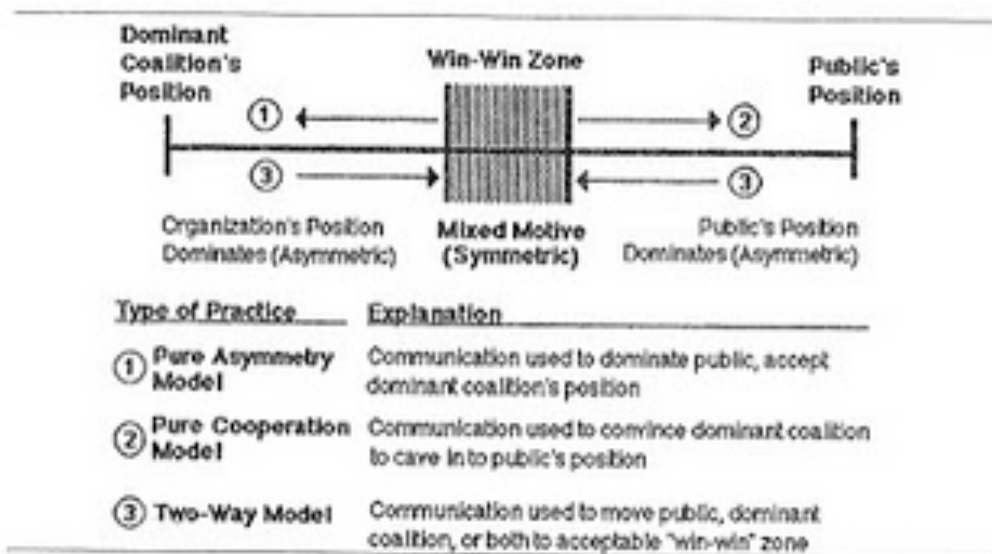 Dominant
Coalition's
Position
Win-Win Zone
Public's
Position
1
2
3
3
Organization's Position
Dominates (Asymmetric)
Mixed Motive
(Symmetric)
Public's Position
Dominates (Asymmetric)
Type of Practice Explanation
1 Pure Asymmetry
Model
Communication used to dominate public, accept
dominant coalition's position
2 Pure Cooperation
Model
Communication used to convince dominant coalition
to cave in to public's position
3 Two-Way Model
Communication used to move public, dominant
coalition, or both to acceptable "win-win" zone